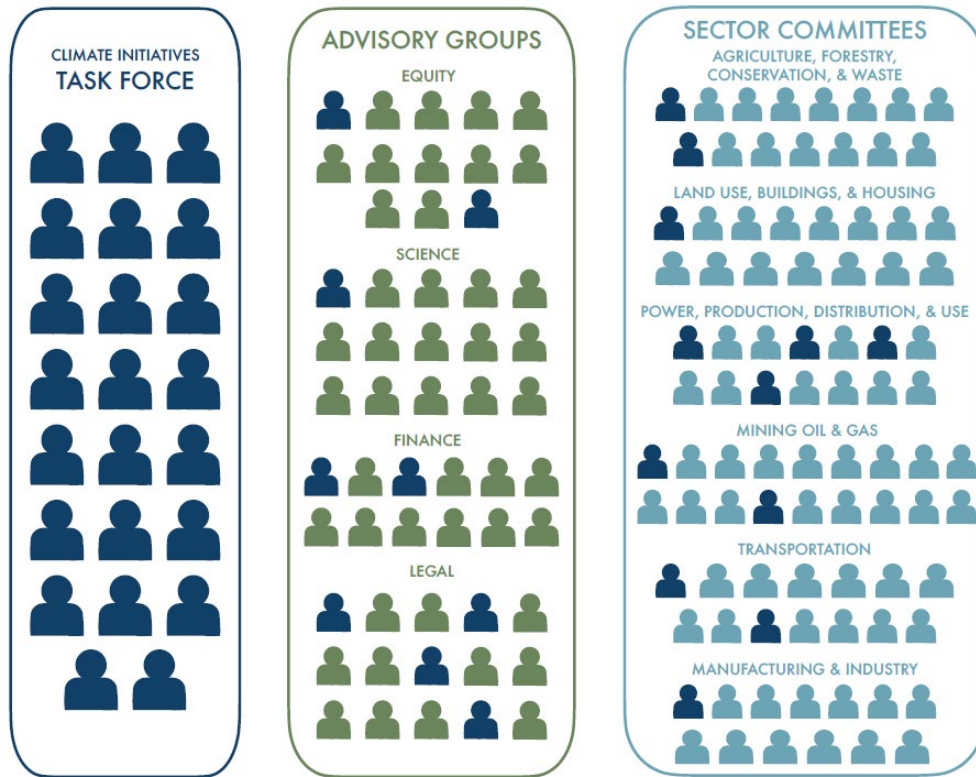 CLIMATE INITIATIVES
TASK FORCE
ADVISORY GROUPS
EQUITY
SCIENCE
FINANCE
LEGAL
SECTOR COMMITTEES
AGRICULTURE, FORESTRY,
CONSERVATION, & WASTE
LAND USE, BUILDINGS, & HOUSING
POWER, PRODUCTION, DISTRIBUTION, & USE
MINING OIL & GAS
TRANSPORTATION
MANUFACTURING & INDUSTRY